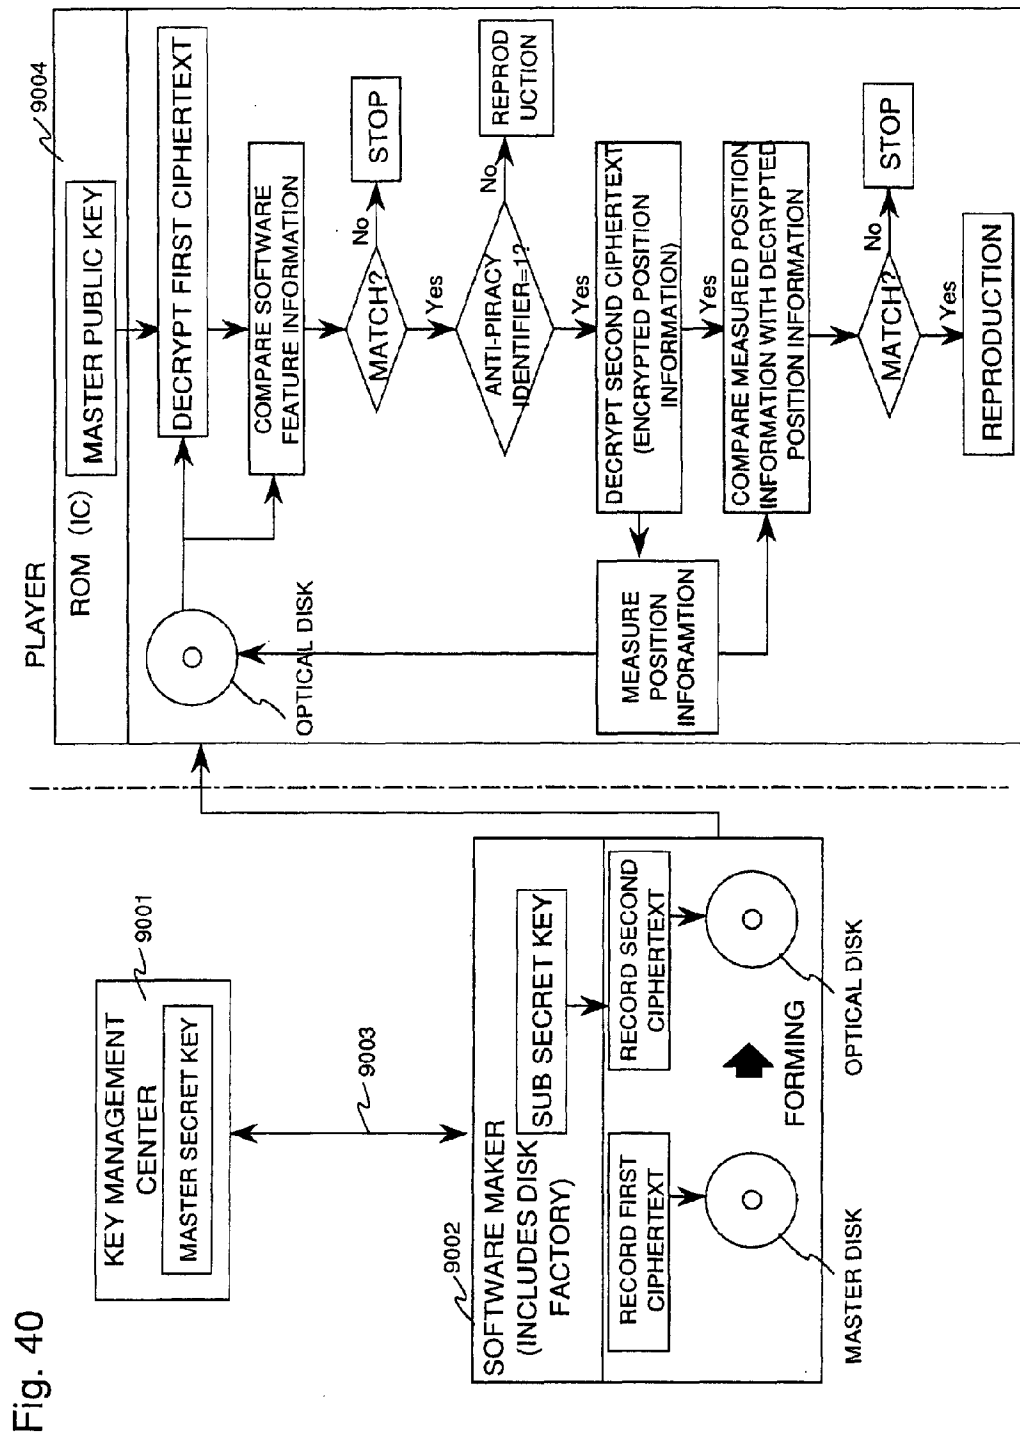 Fig. 40
KEY MANAGEMENT
CENTER
MASTER SECRET KEY
9001
9003
9002
SOFTWARE MAKER
(INCLUDES DISK
FACTORY)
SUB SECRET KEY
RECORD FIRST
CIPHERTEXT
RECORD SECOND
CIPHERTEXT
FORMING
MASTER DISK
OPTICAL DISK
PLAYER
9004
ROM (IC)
MASTER PUBLIC KEY
OPTICAL DISK
DECRYPT FIRST CIPHERTEXT
COMPARE SOFTWARE
FEATURE INFORMATION
MATCH?
No
STOP
Yes
ANTI-PIRACY
IDENTIFIER=1?
No
REPROD
UCTION
Yes
DECRYPT SECOND CIPHERTEXT
(ENCRYPTED POSITION
INFORMATION)
MEASURE
POSITION
INFORAMTION
Yes
COMPARE MEASURED POSITION
INFORMATION WITH DECRYPTED
POSITION INFORMATION
MATCH?
No
STOP
Yes
REPRODUCTION